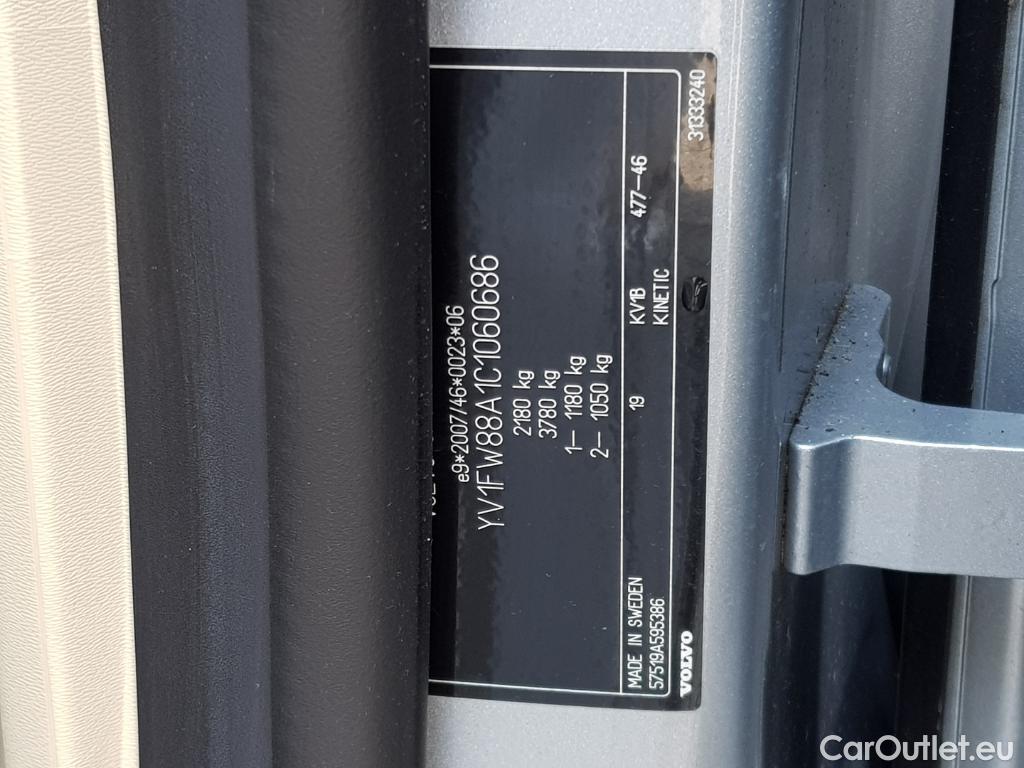 e9*2007/46*0023*06
YV1FW88A1C1060686
2180 kg
3780 kg
1– 1180 kg
2– 1050 kg
MADE IN SWEDEN 19 KV1B 477–46
57519A595386 KINETIC
VOLVO 31333240
CarOutlet.eu